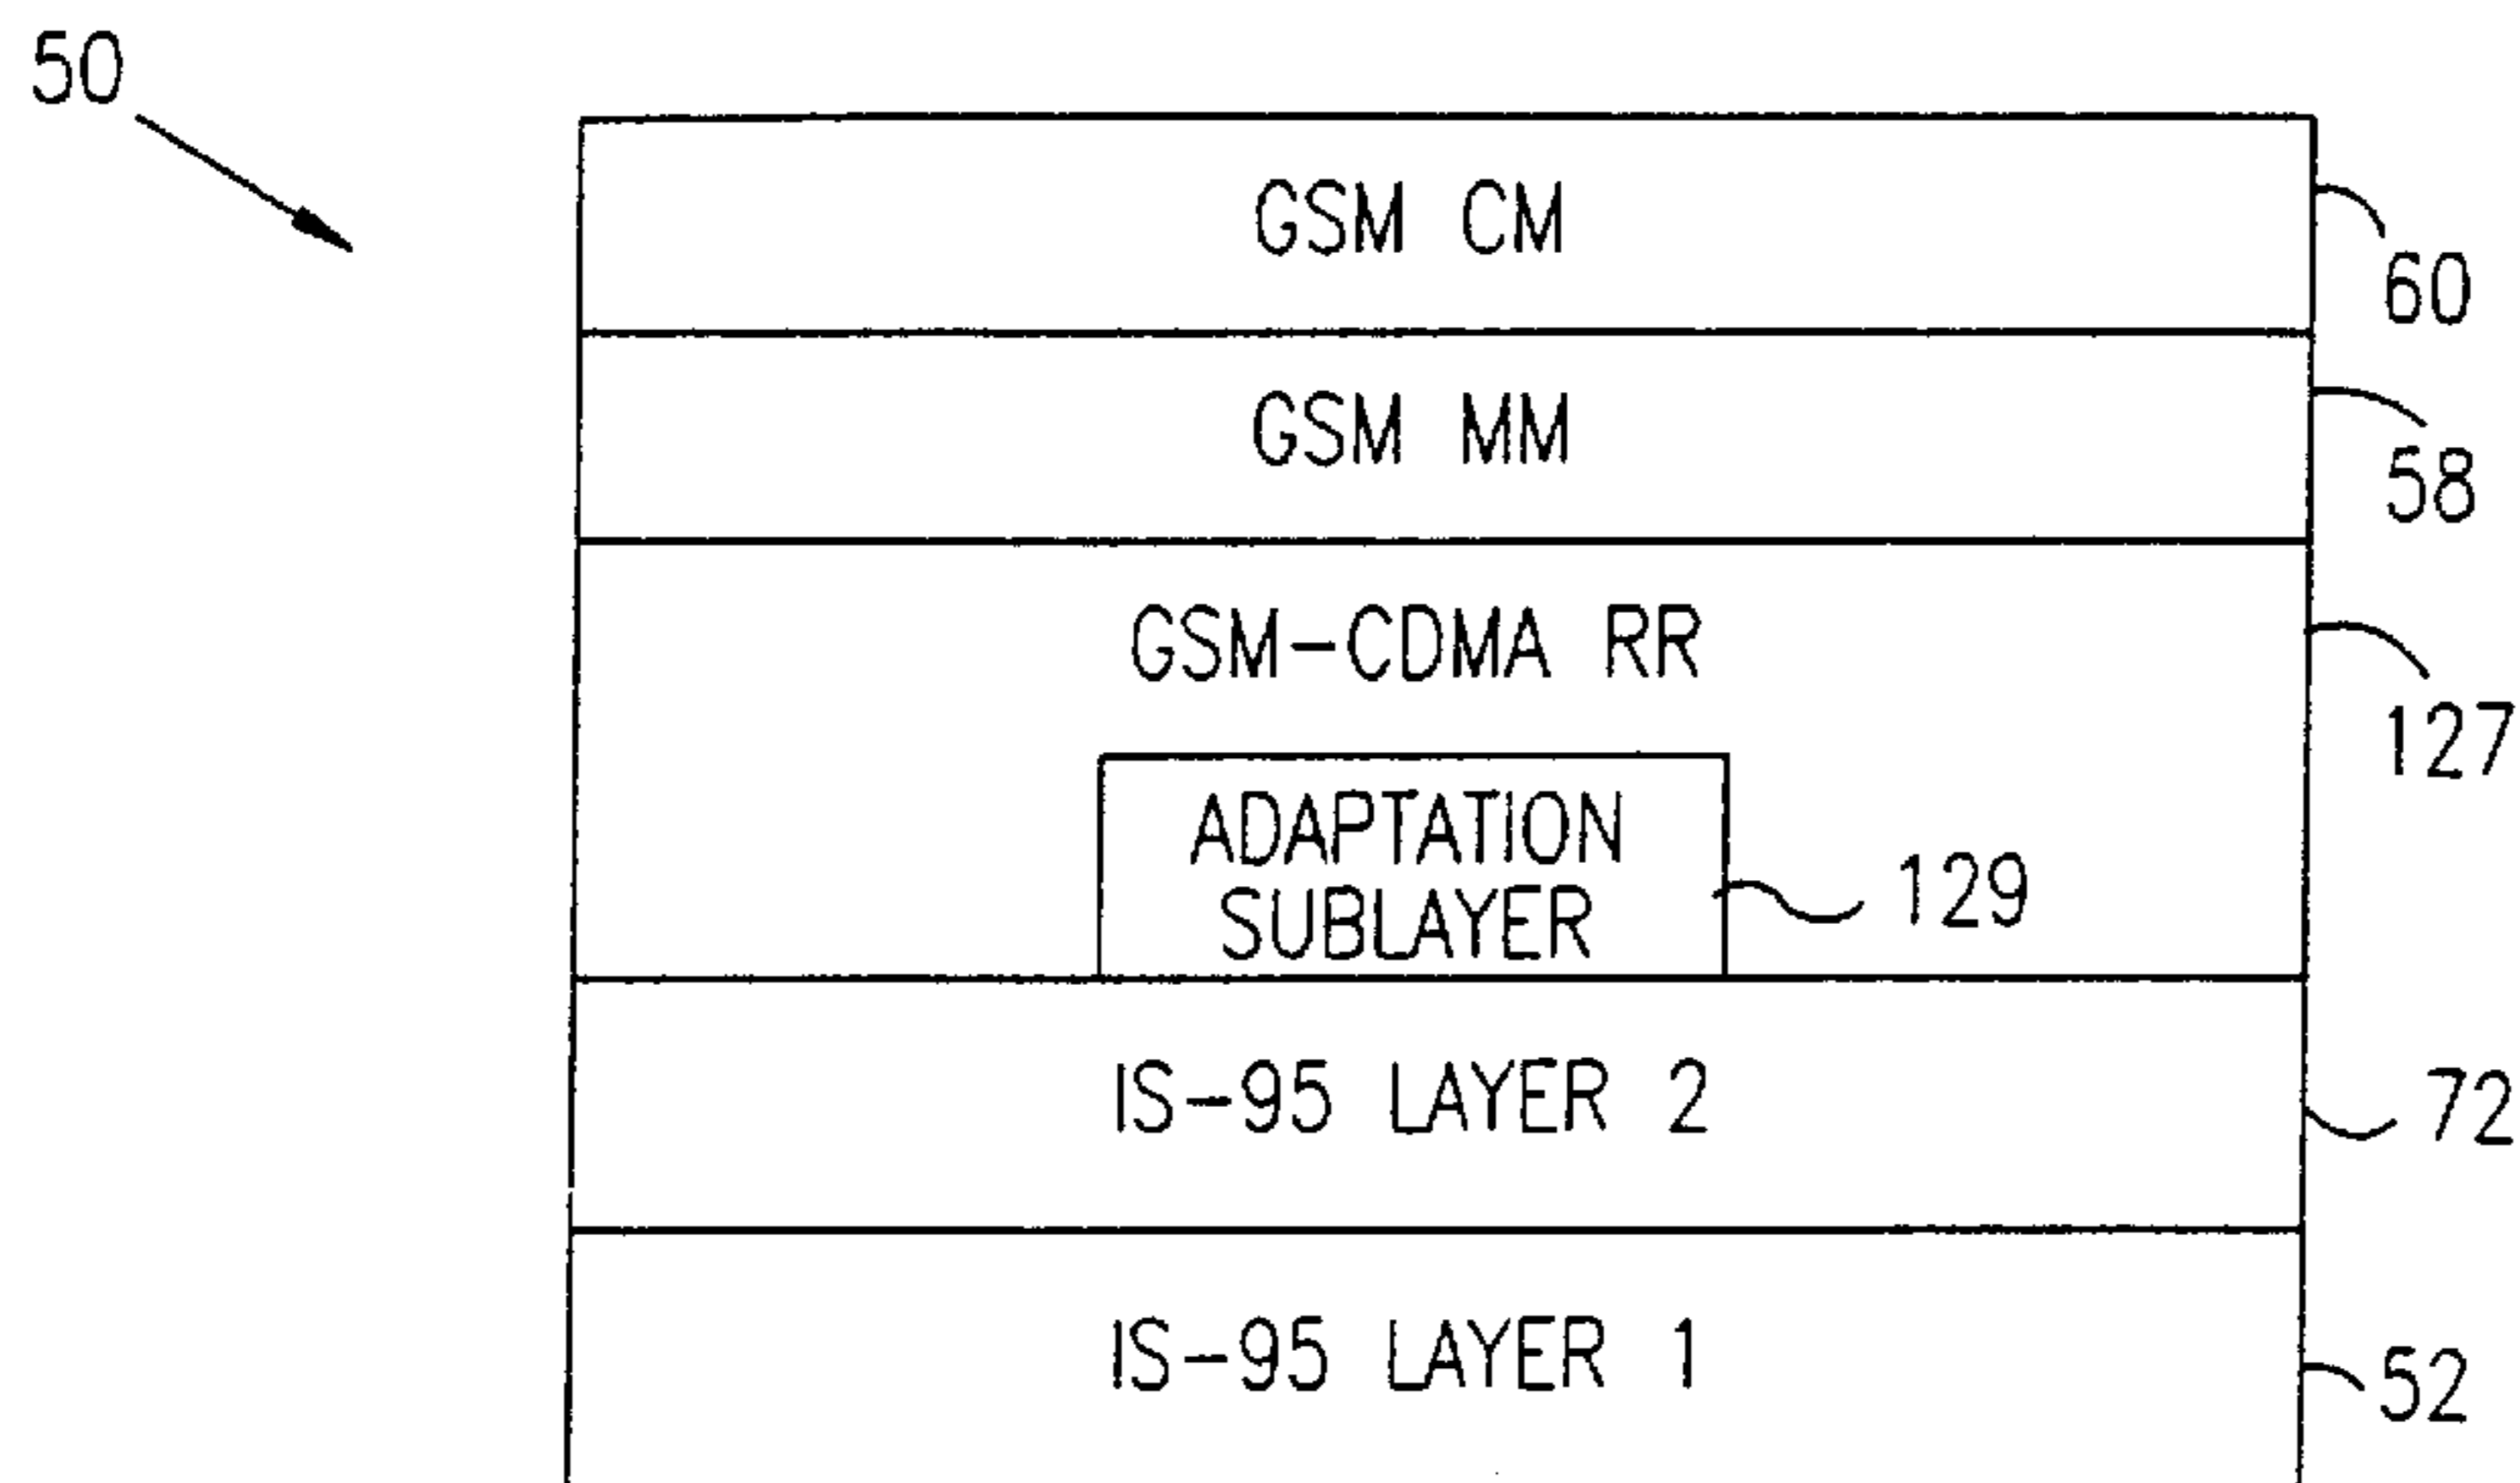 50
GSM CM
60
GSM MM
58
GSM-CDMA RR
127
ADAPTATION
SUBLAYER
129
IS-95 LAYER 2
72
IS-95 LAYER 1
52